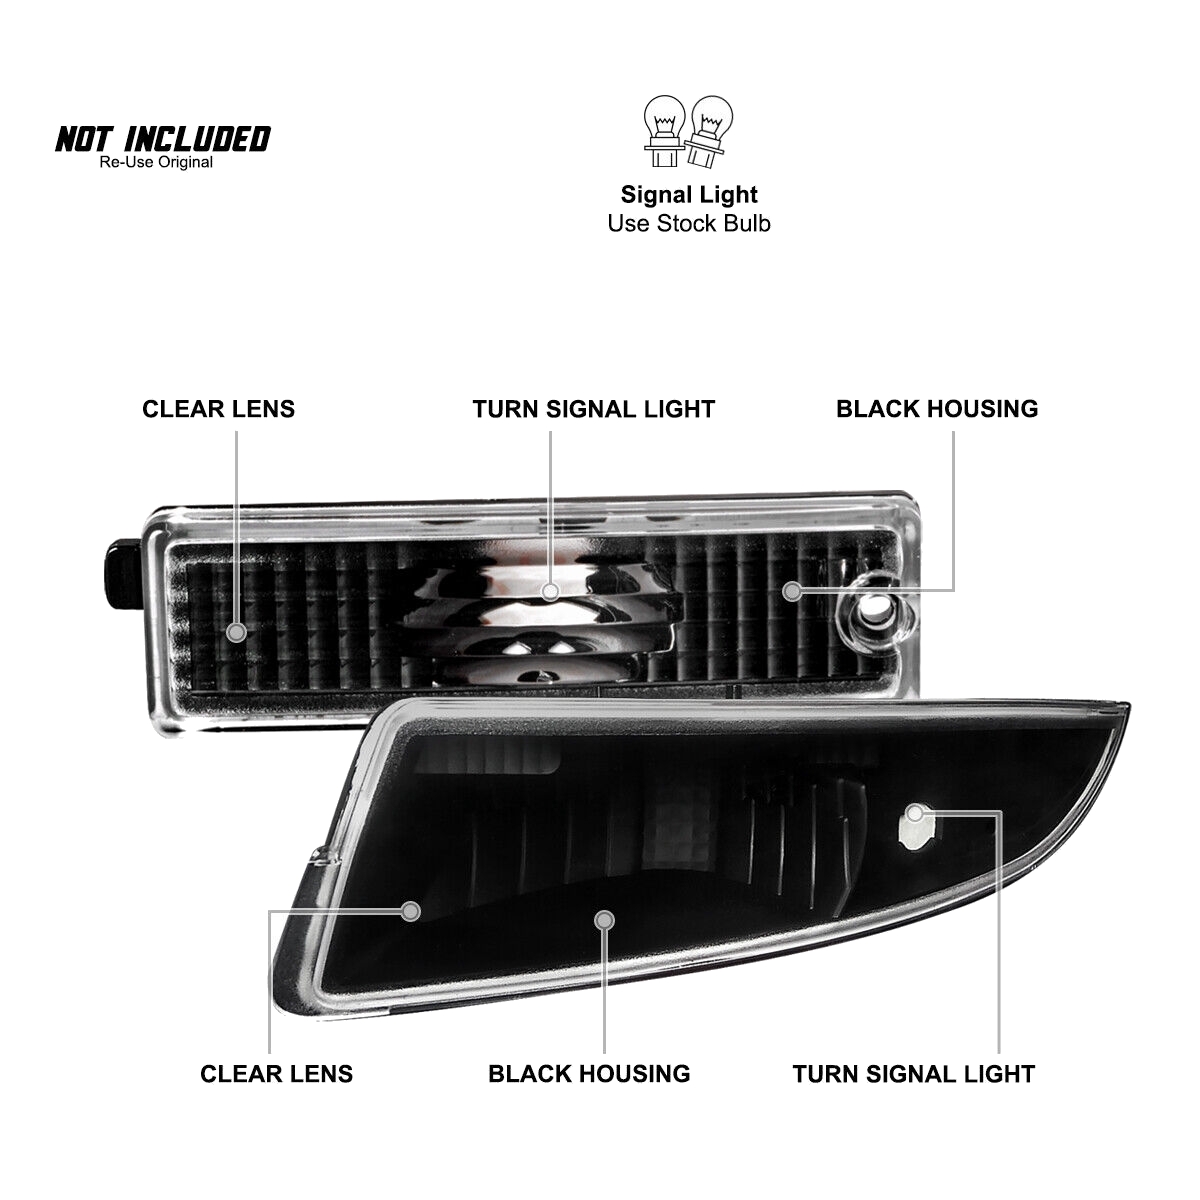 NOT INCLUDED
Re-Use Original
Signal Light
Use Stock Bulb
CLEAR LENS
TURN SIGNAL LIGHT
BLACK HOUSING
CLEAR LENS
BLACK HOUSING
TURN SIGNAL LIGHT